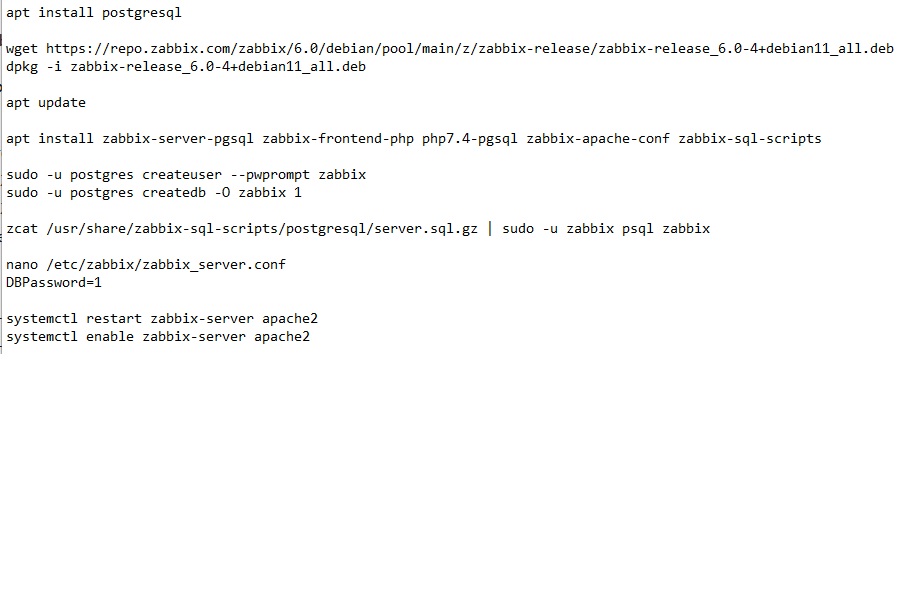 apt install postgresql
wget https://repo.zabbix.com/zabbix/6.0/debian/pool/main/z/zabbix-release/zabbix-release_6.0-4+debian11_all.deb
dpkg -i zabbix-release_6.0-4+debian11_all.deb
apt update
apt install zabbix-server-pgsql zabbix-frontend-php php7.4-pgsql zabbix-apache-conf zabbix-sql-scripts
sudo -u postgres createuser --pwprompt zabbix
sudo -u postgres createdb -O zabbix 1
zcat /usr/share/zabbix-sql-scripts/postgresql/server.sql.gz | sudo -u zabbix psql zabbix
nano /etc/zabbix/zabbix_server.conf
DBPassword=1
systemctl restart zabbix-server apache2
systemctl enable zabbix-server apache2